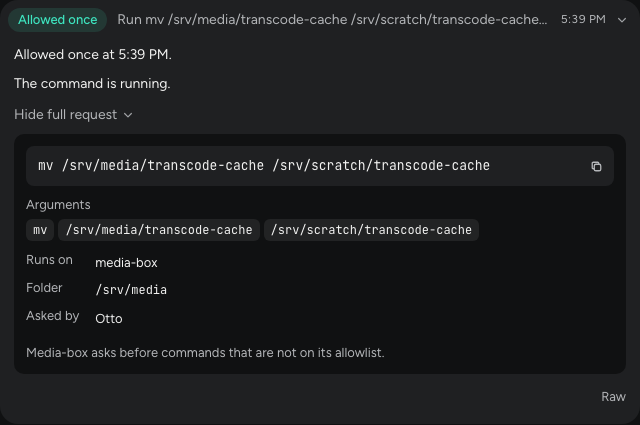 Allowed once Run mv /srv/media/transcode-cache /srv/scratch/transcode-cache... 5:39 PM
Allowed once at 5:39 PM.
The command is running.
Hide full request
mv /srv/media/transcode-cache /srv/scratch/transcode-cache
Arguments
mv /srv/media/transcode-cache /srv/scratch/transcode-cache
Runs on media-box
Folder /srv/media
Asked by Otto
Media-box asks before commands that are not on its allowlist.
Raw